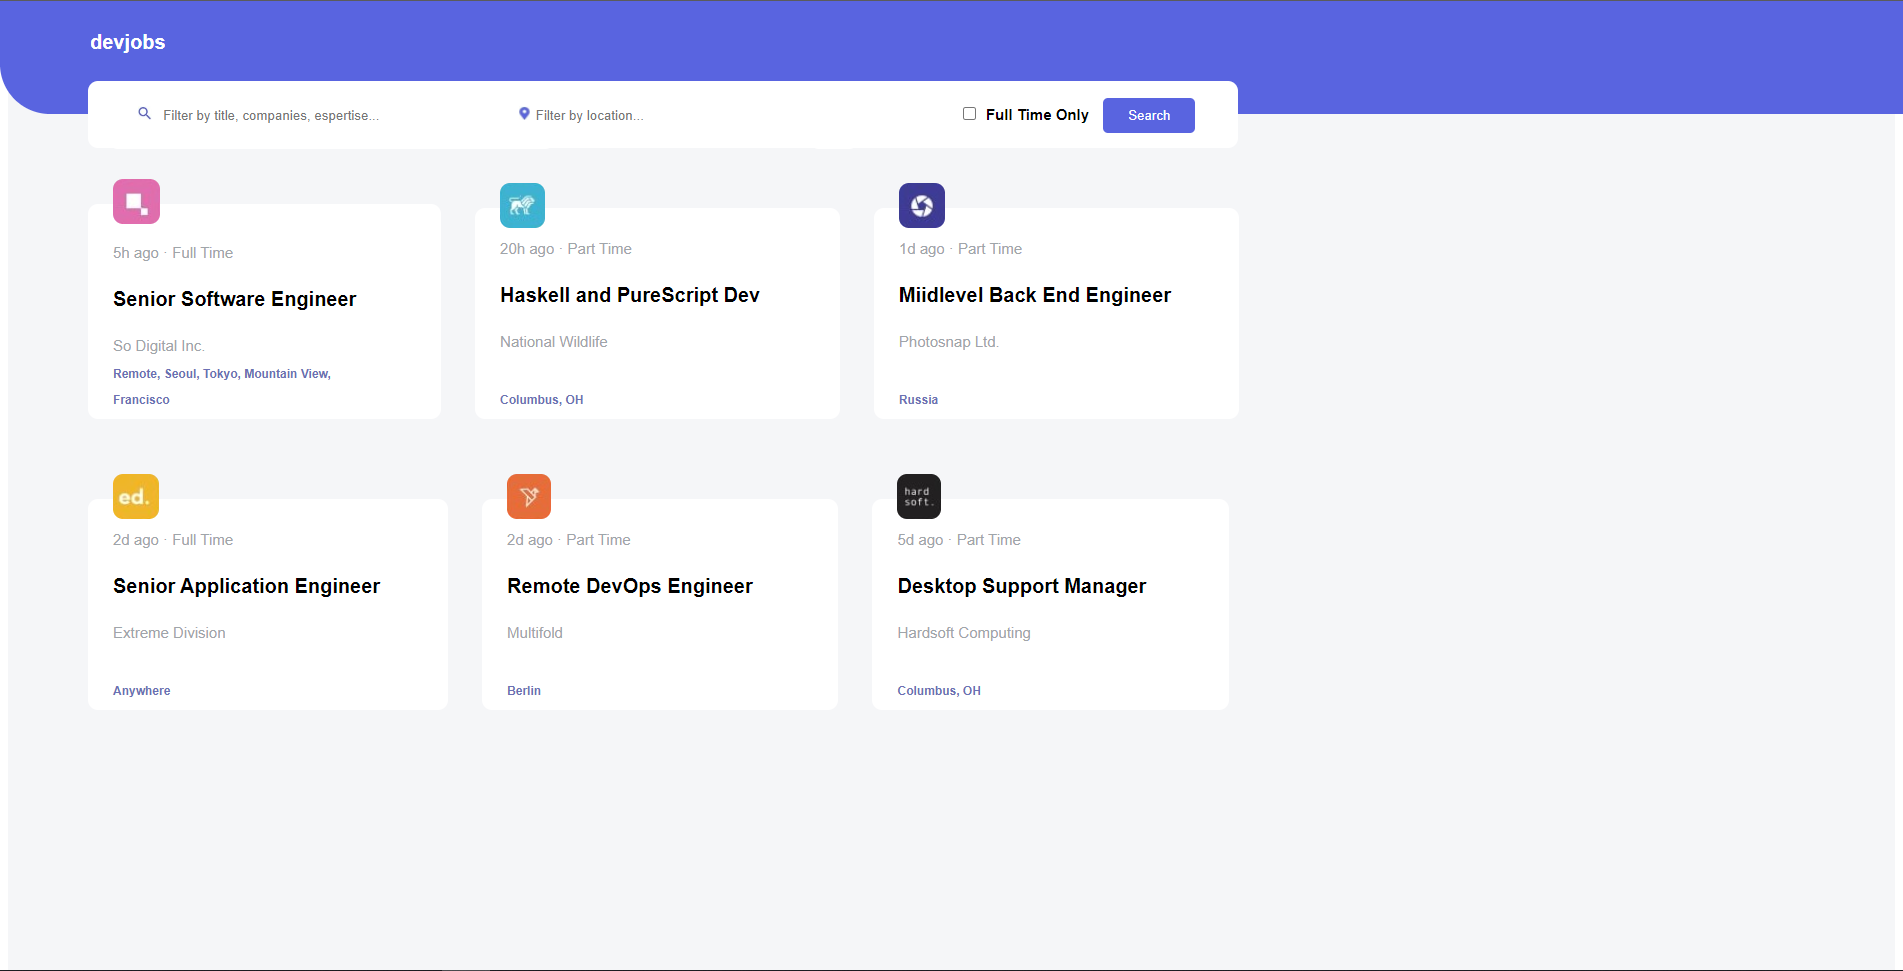 devjobs
Filter by title, companies, espertise...
Filter by location...
Full Time Only
Search
5h ago · Full Time
Senior Software Engineer
So Digital Inc.
Remote, Seoul, Tokyo, Mountain View,
Francisco
20h ago · Part Time
Haskell and PureScript Dev
National Wildlife
Columbus, OH
1d ago · Part Time
Miidlevel Back End Engineer
Photosnap Ltd.
Russia
ed.
2d ago · Full Time
Senior Application Engineer
Extreme Division
Anywhere
2d ago · Part Time
Remote DevOps Engineer
Multifold
Berlin
hard
soft.
5d ago · Part Time
Desktop Support Manager
Hardsoft Computing
Columbus, OH